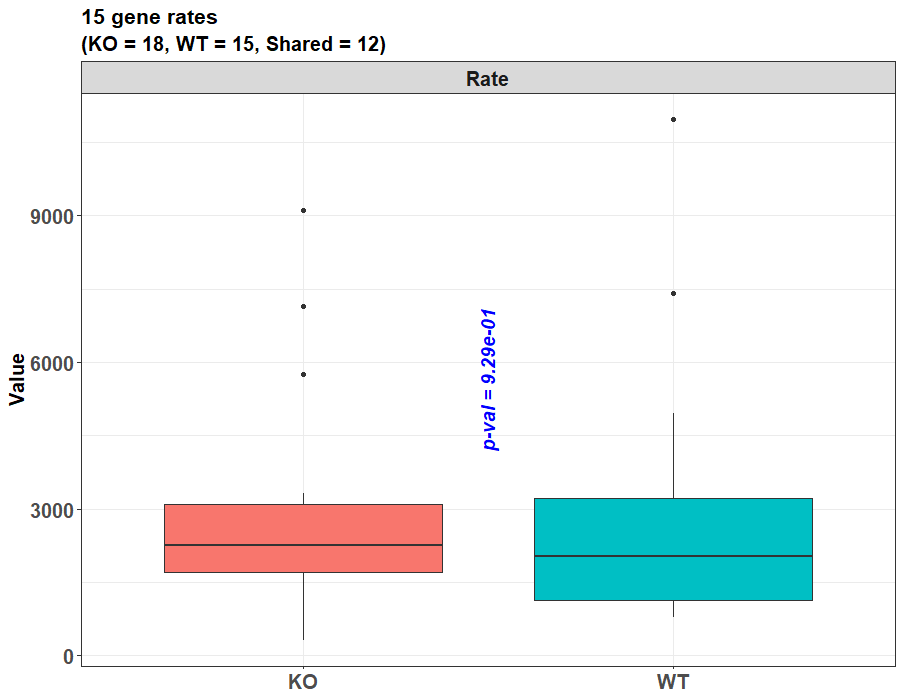 15 gene rates
(KO = 18, WT = 15, Shared = 12)
Rate
Value
9000
6000
3000
0
p-val = 9.29e-01
KO
WT